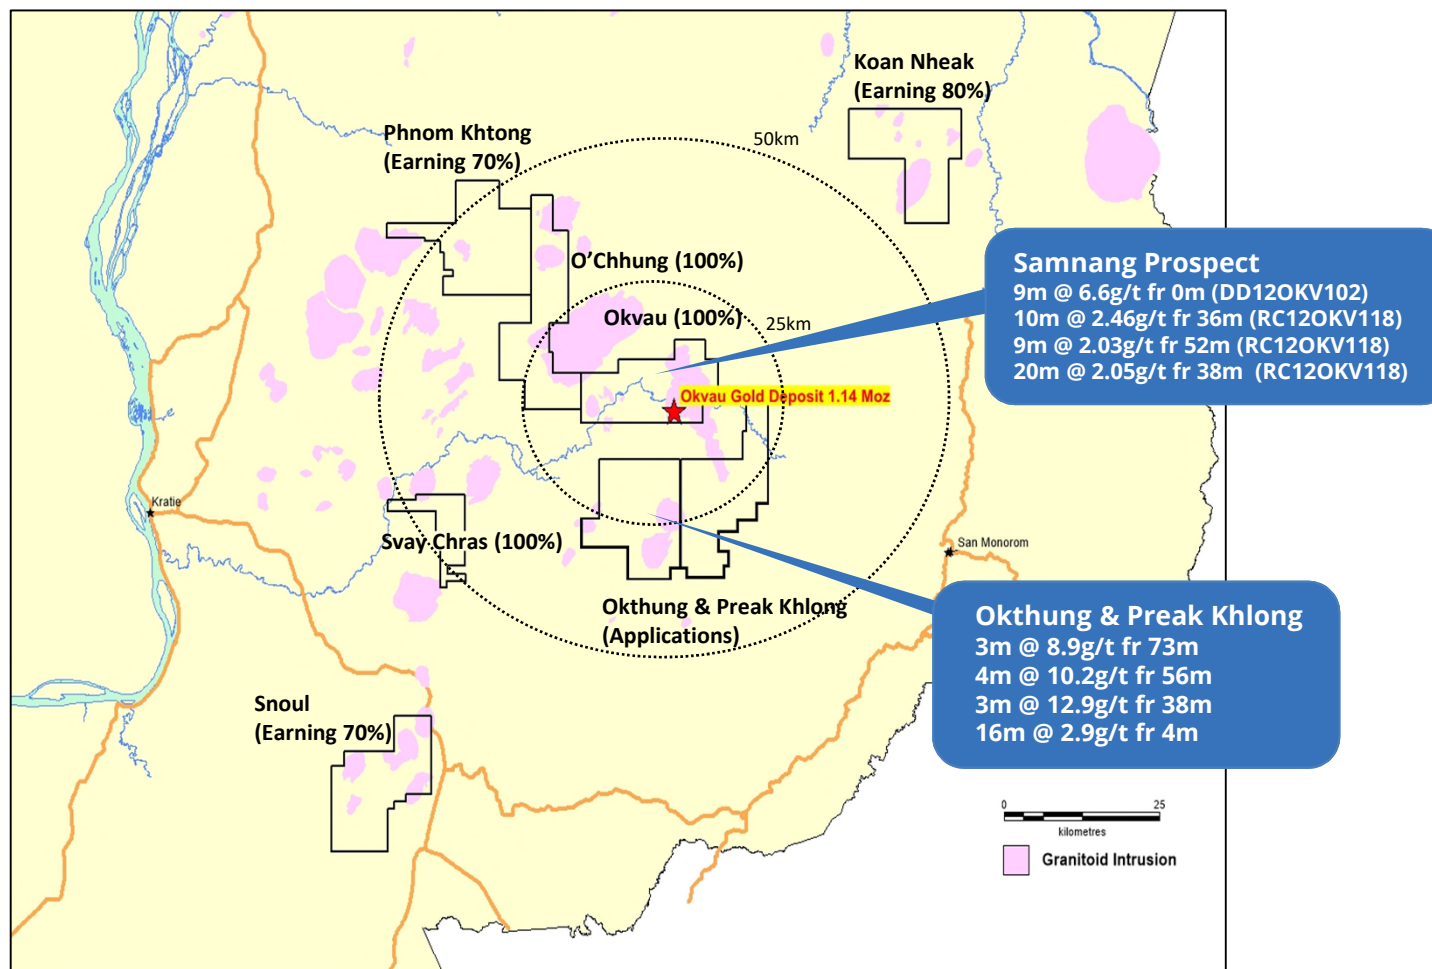 Koan Nheak
(Earning 80%)
Phnom Khtong
(Earning 70%)
50km
O'Chhung (100%)
Okvau (100%)
25km
Samnang Prospect
9m @ 6.6g/t fr 0m (DD12OKV102)
10m @ 2.46g/t fr 36m (RC12OKV118)
9m @ 2.03g/t fr 52m (RC12OKV118)
20m @ 2.05g/t fr 38m (RC12OKV118)
Okvau Gold Deposit 1.14 Moz
Kratie
Svay Chras (100%)
San Monorom
Okthung & Preak Khlong
(Applications)
Okthung & Preak Khlong
3m @ 8.9g/t fr 73m
4m @ 10.2g/t fr 56m
3m @ 12.9g/t fr 38m
16m @ 2.9g/t fr 4m
Snoul
(Earning 70%)
0 25
kilometres
Granitoid Intrusion